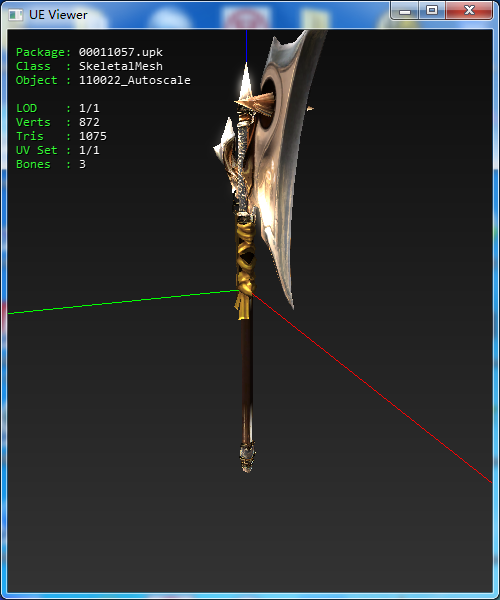 UE Viewer
Package: 00011057.upk
Class : SkeletalMesh
Object : 110022_Autoscale
LOD : 1/1
Verts : 872
Tris : 1075
UV Set : 1/1
Bones : 3